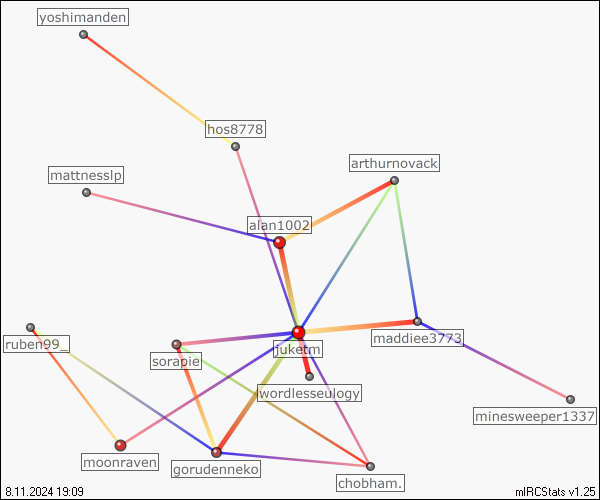 yoshimanden
hos8778
arthurnovack
mattnesslp
alan1002
maddiee3773
ruben99_
juketm
sorapie
wordlesseulogy
minesweeper1337
moonraven
gorudenneko
chobham.
8.11.2024 19:09
mIRCStats v1.25